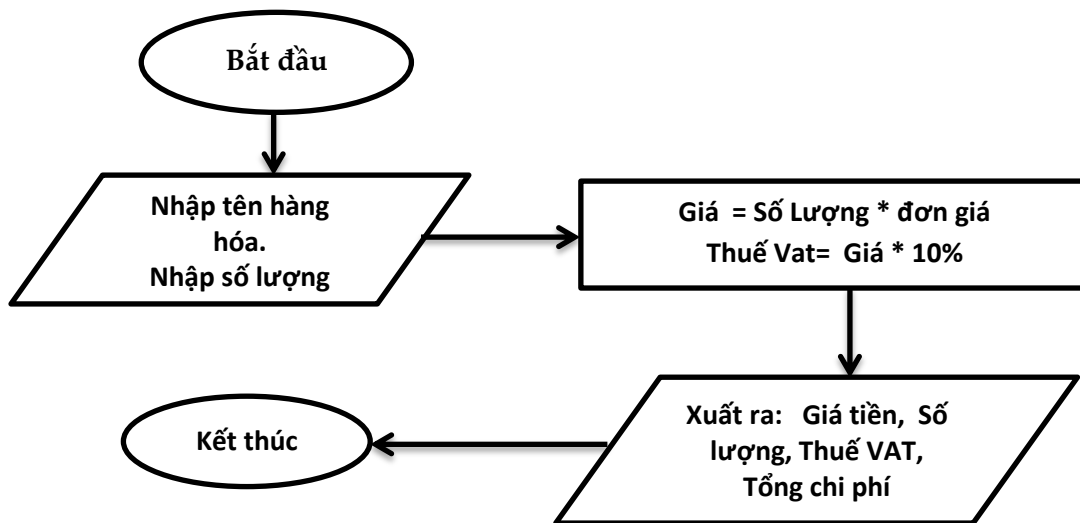 Bắt đầu
Nhập tên hàng
hóa.
Nhập số lượng
Giá = Số Lượng * đơn giá
Thuế Vat= Giá * 10%
Xuất ra: Giá tiền, Số
lượng, Thuế VAT,
Tổng chi phí
Kết thúc